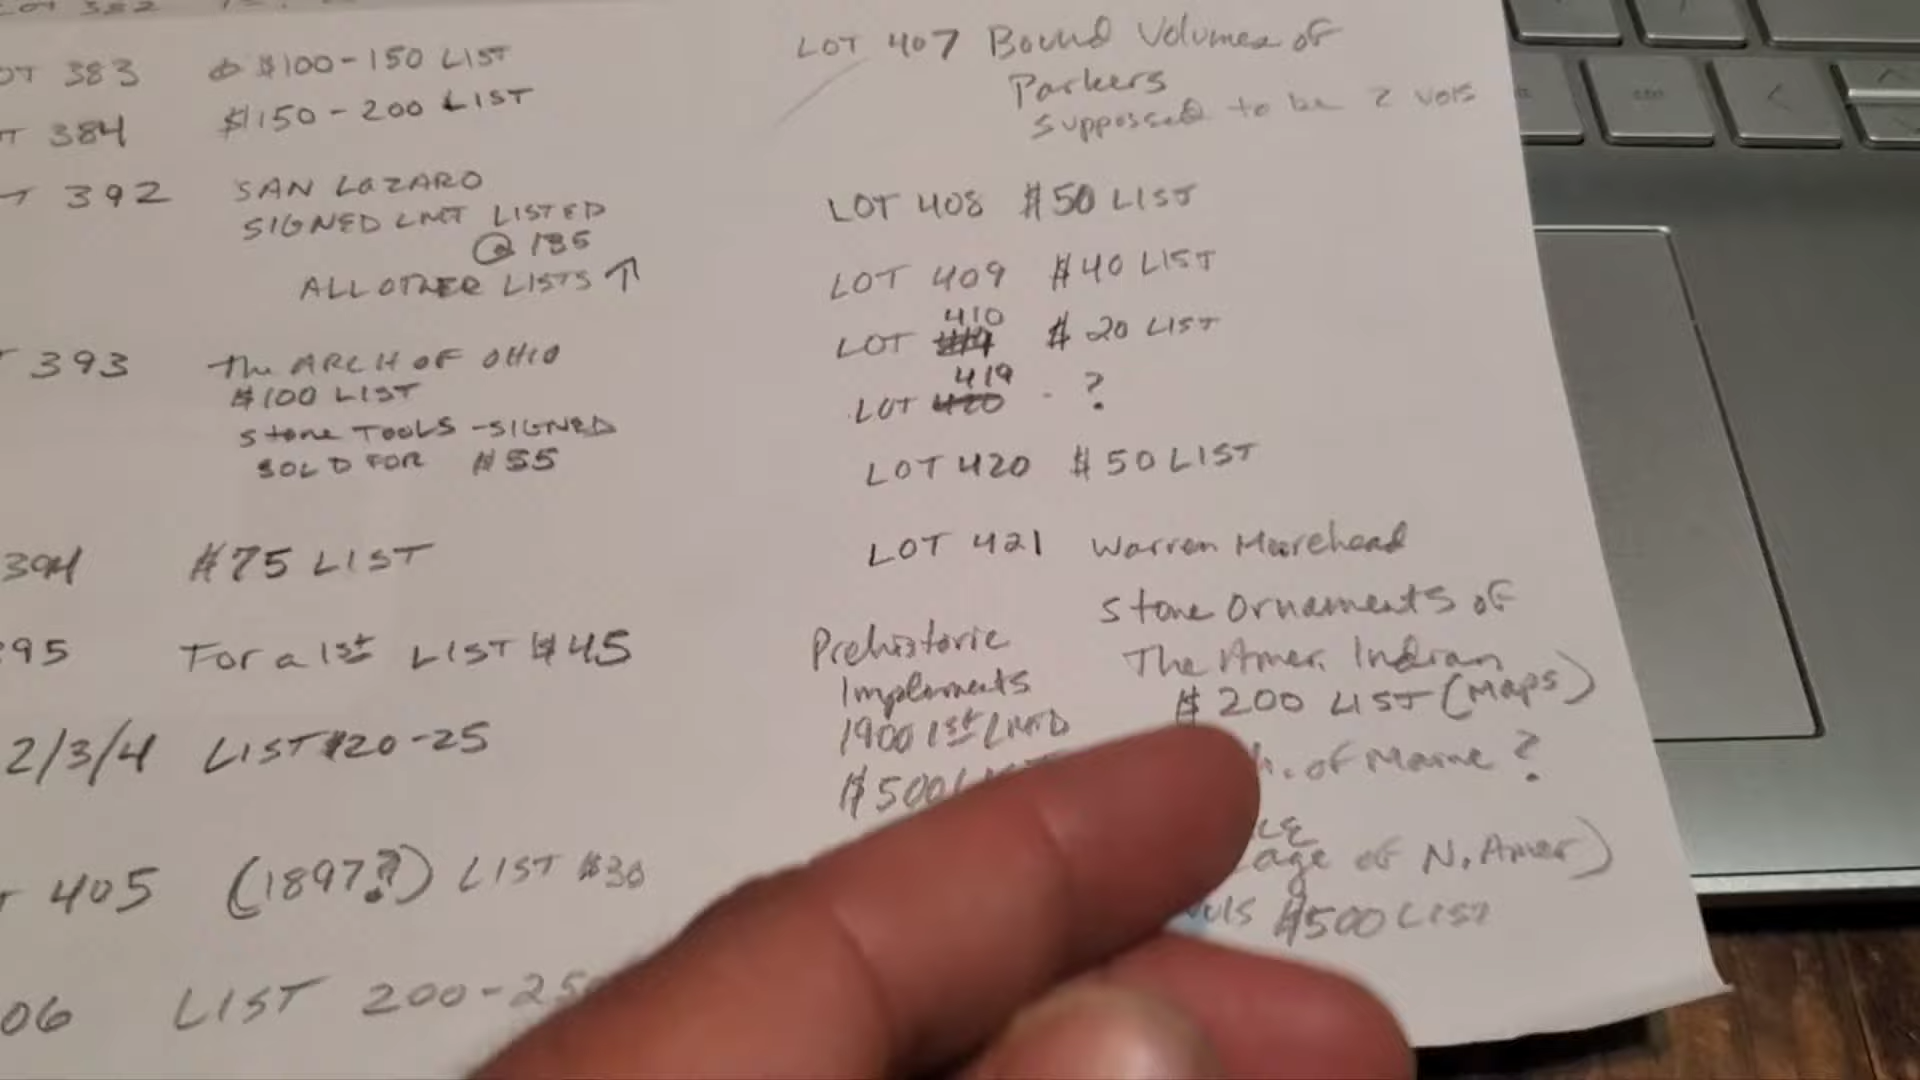 383 $100-150 LIST
384 $150-200 LIST
392 SAN LAZARO
SIGNED LMT LISTED
@ 185
ALL OTHER LISTS ↑
393 The ARCH OF OHIO
$100 LIST
Stone TOOLS - SIGNED
SOLD FOR $55
394 $75 LIST
95 For a 1st LIST $45
2/3/4 LIST $20-25
405 (1897?) LIST $30
06 LIST 200-25
LOT 407 Bound Volumes of
Parkers
supposed to be 2 vols
LOT 408 $50 LIST
LOT 409 $40 LIST
410
LOT $20 LIST
419
LOT 420 - ?
LOT 420 $50 LIST
LOT 421 Warren Moorehead
Stone Ornaments of
The Amer. Indian
$200 LIST (Maps)
h. of Maine ?
age of N. Amer)
vols $500 LIST
Prehistoric
Implements
1900 1st LMTD
$500